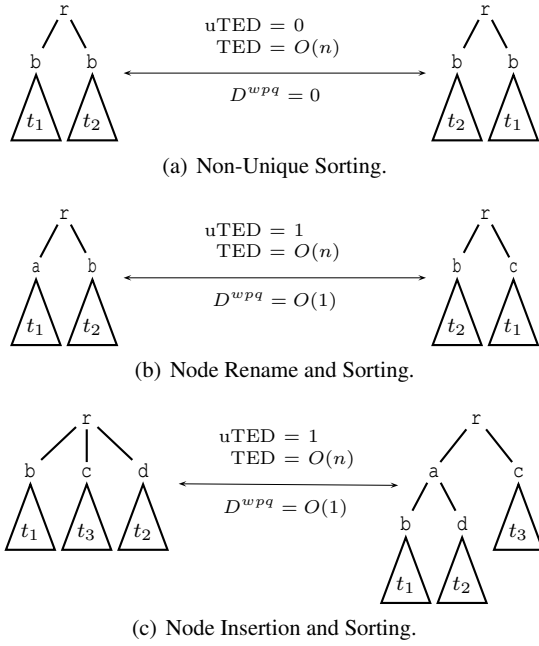 r r
uTED = 0
TED = O(n)
b b b b
D^{wpq} = 0
t₁ t₂ t₂ t₁
(a) Non-Unique Sorting.
r r
uTED = 1
TED = O(n)
a b b c
D^{wpq} = O(1)
t₁ t₂ t₂ t₁
(b) Node Rename and Sorting.
r r
uTED = 1
TED = O(n)
b c d a c
D^{wpq} = O(1)
t₁ t₃ t₂ b d t₃
t₁ t₂
(c) Node Insertion and Sorting.